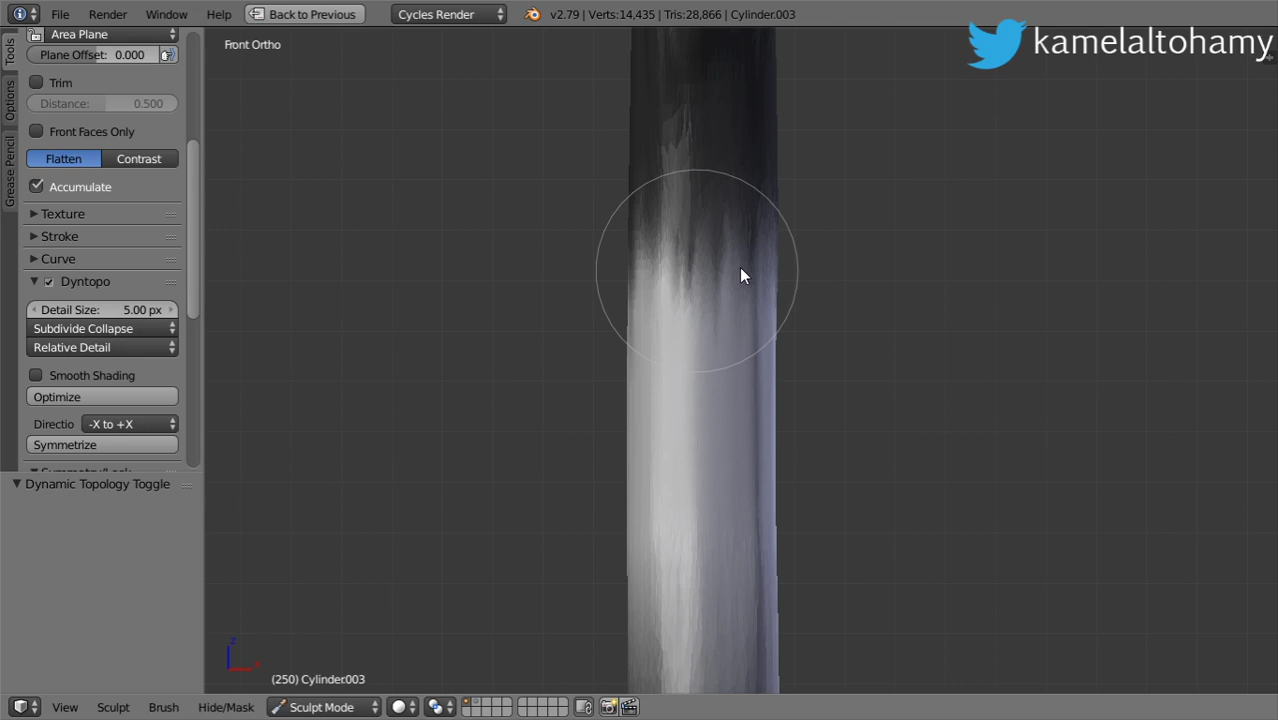 File Render Window Help Back to Previous Cycles Render v2.79 | Verts:14,435 | Tris:28,866 | Cylinder.003
kamelaltohamy
Front Ortho
Tools
Options
Grease Pencil
Area Plane
Plane Offset: 0.000
Trim
Distance: 0.500
Front Faces Only
Flatten Contrast
Accumulate
Texture
Stroke
Curve
Dyntopo
Detail Size: 5.00 px
Subdivide Collapse
Relative Detail
Smooth Shading
Optimize
Directio -X to +X
Symmetrize
Dynamic Topology Toggle
z
x
(250) Cylinder.003
View Sculpt Brush Hide/Mask Sculpt Mode